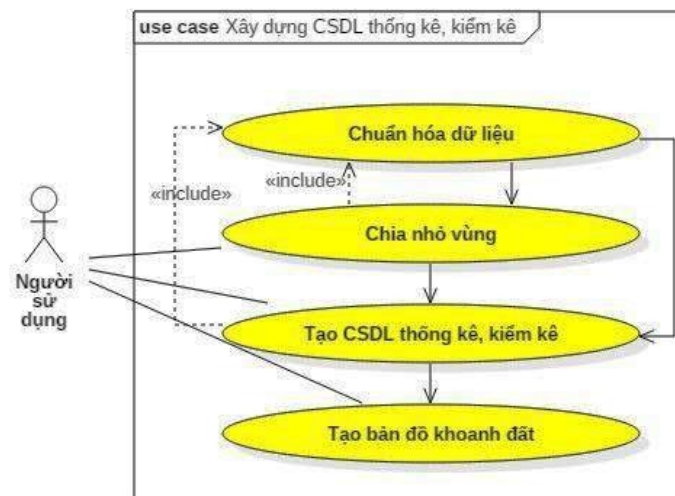 use case Xây dựng CSDL thống kê, kiểm kê
Chuẩn hóa dữ liệu
«include»
«include»
Chia nhỏ vùng
Người
sử
dụng
Tạo CSDL thống kê, kiểm kê
Tạo bản đồ khoanh đất